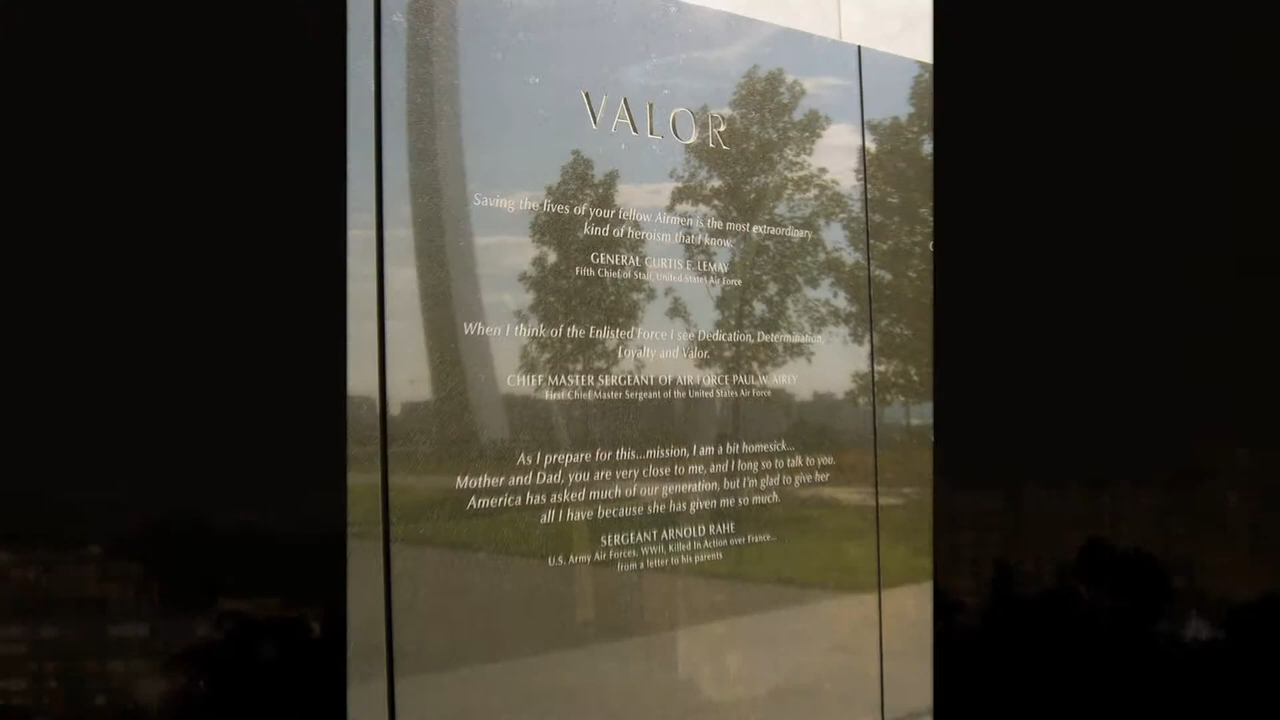 VALOR
Saving the lives of your fellow Airmen is the most extraordinary
kind of heroism that I know.
GENERAL CURTIS E. LEMAY
Fifth Chief of Staff, United States Air Force
When I think of the Enlisted Force I see Dedication, Determination,
Loyalty and Valor.
CHIEF MASTER SERGEANT OF AIR FORCE PAUL W. AIREY
First Chief Master Sergeant of the United States Air Force
As I prepare for this...mission, I am a bit homesick...
Mother and Dad, you are very close to me, and I long so to talk to you.
America has asked much of our generation, but I'm glad to give her
all I have because she has given me so much.
SERGEANT ARNOLD RAHE
U.S. Army Air Forces, WWII, Killed In Action over France...
from a letter to his parents